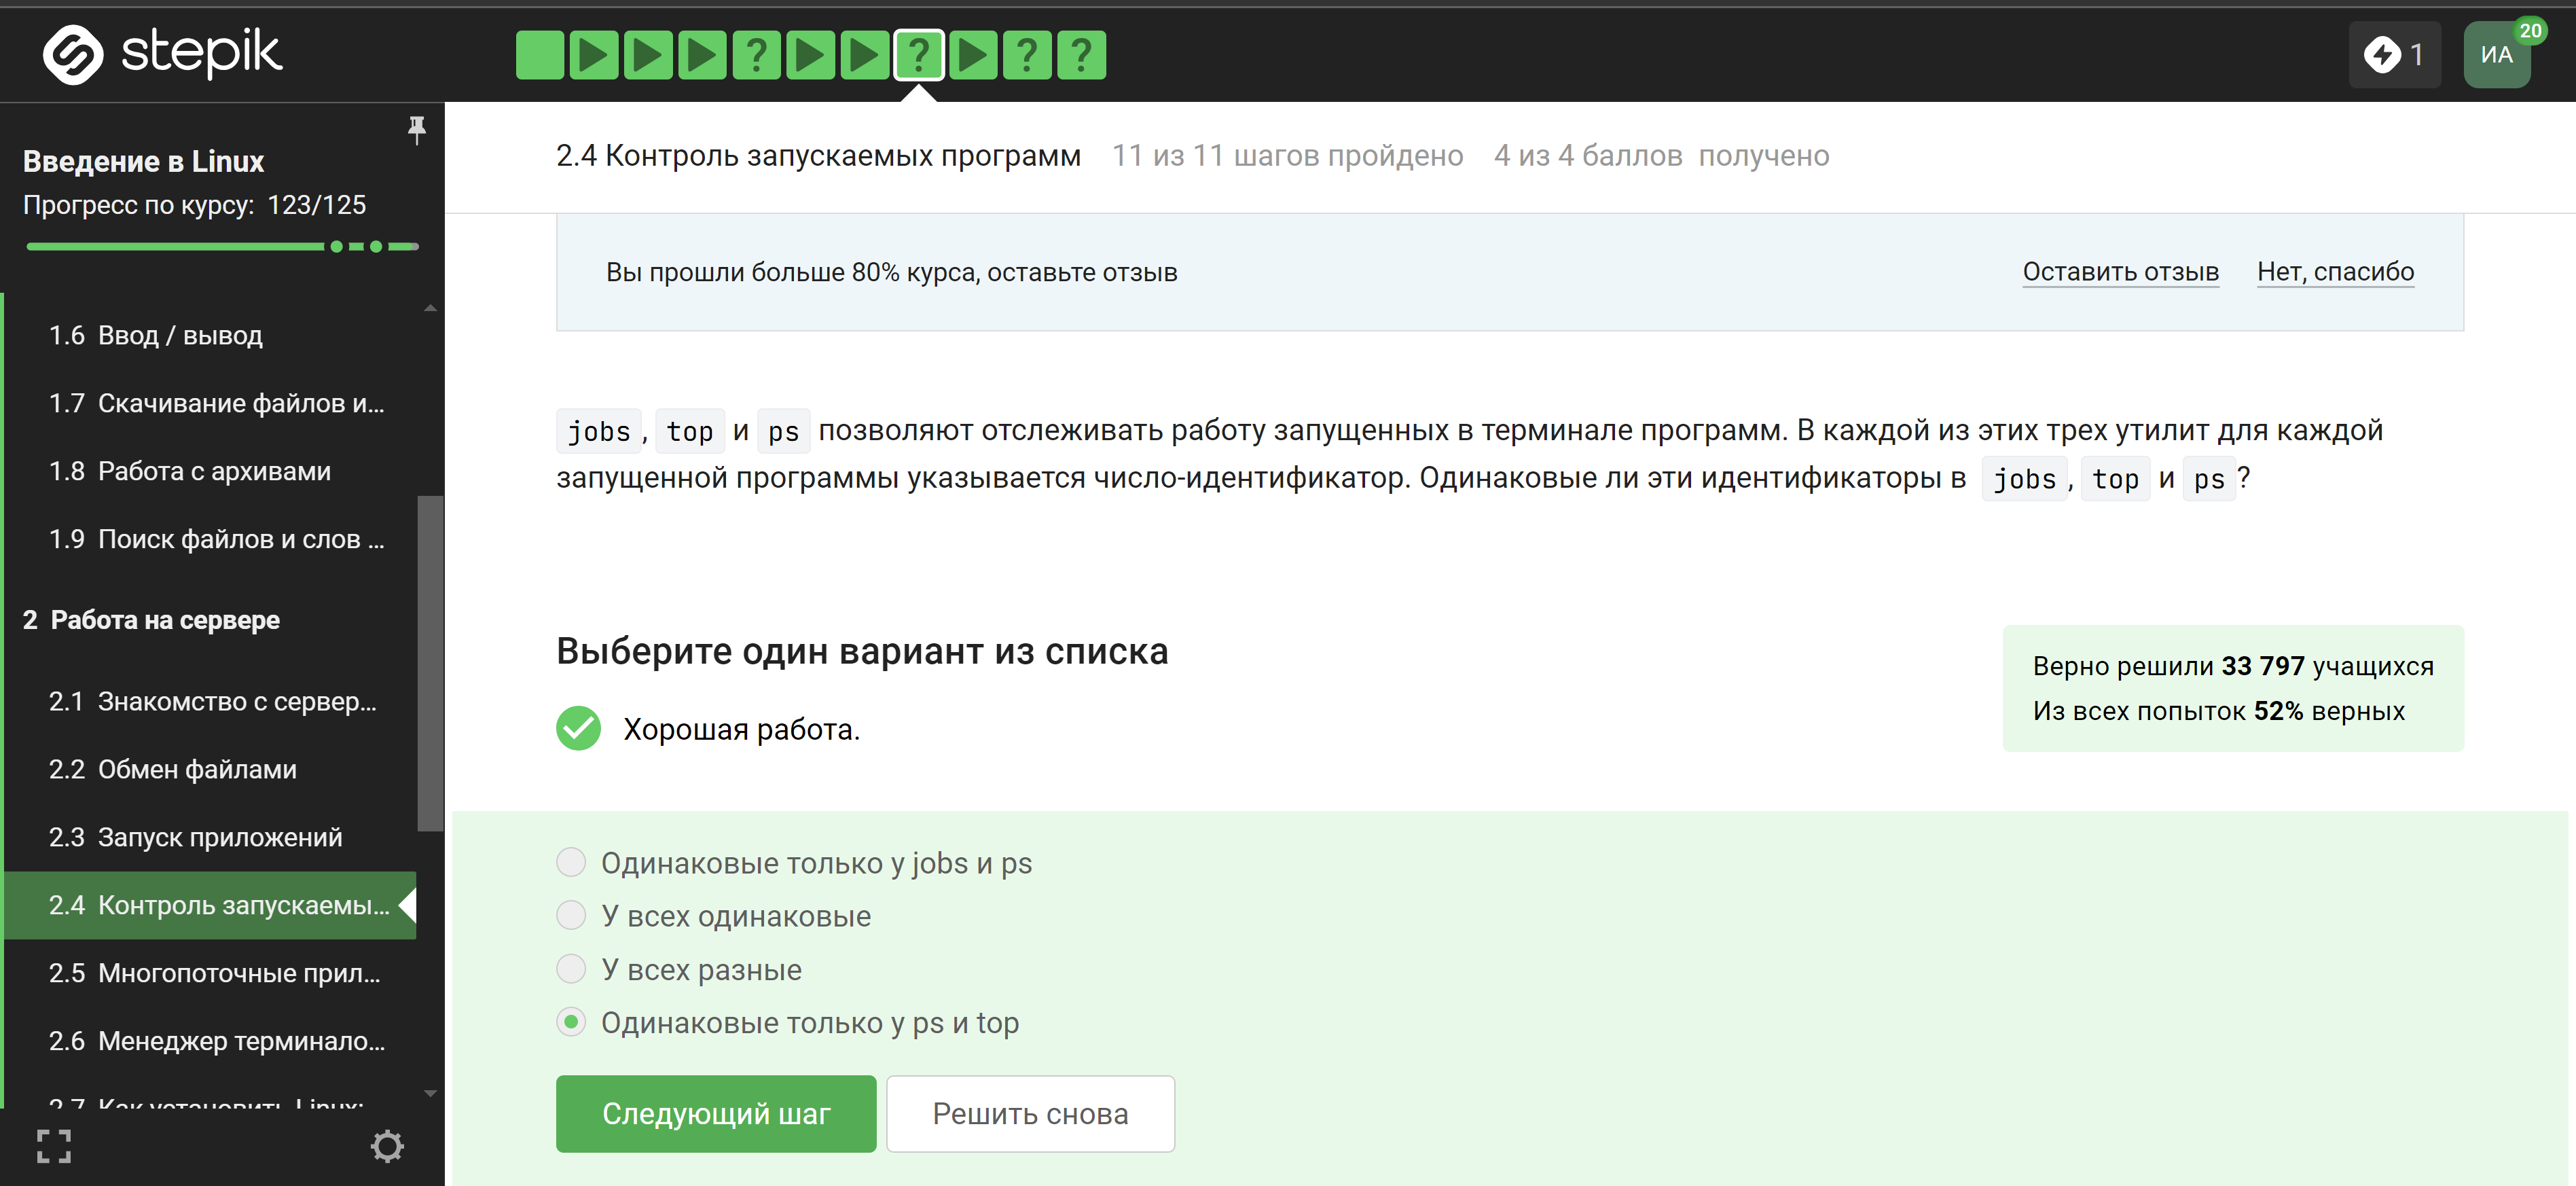 stepik
? ? ? ?
1
ИА
20
Введение в Linux
Прогресс по курсу: 123/125
1.6 Ввод / вывод
1.7 Скачивание файлов и...
1.8 Работа с архивами
1.9 Поиск файлов и слов ...
2 Работа на сервере
2.1 Знакомство с сервер...
2.2 Обмен файлами
2.3 Запуск приложений
2.4 Контроль запускаемы...
2.5 Многопоточные прил...
2.6 Менеджер терминало...
2.7 Как установить Linux:
2.4 Контроль запускаемых программ 11 из 11 шагов пройдено 4 из 4 баллов получено
Вы прошли больше 80% курса, оставьте отзыв Оставить отзыв Нет, спасибо
jobs, top и ps позволяют отслеживать работу запущенных в терминале программ. В каждой из этих трех утилит для каждой
запущенной программы указывается число-идентификатор. Одинаковые ли эти идентификаторы в jobs, top и ps?
Выберите один вариант из списка
Хорошая работа.
Верно решили 33 797 учащихся
Из всех попыток 52% верных
Одинаковые только у jobs и ps
У всех одинаковые
У всех разные
Одинаковые только у ps и top
Следующий шаг Решить снова